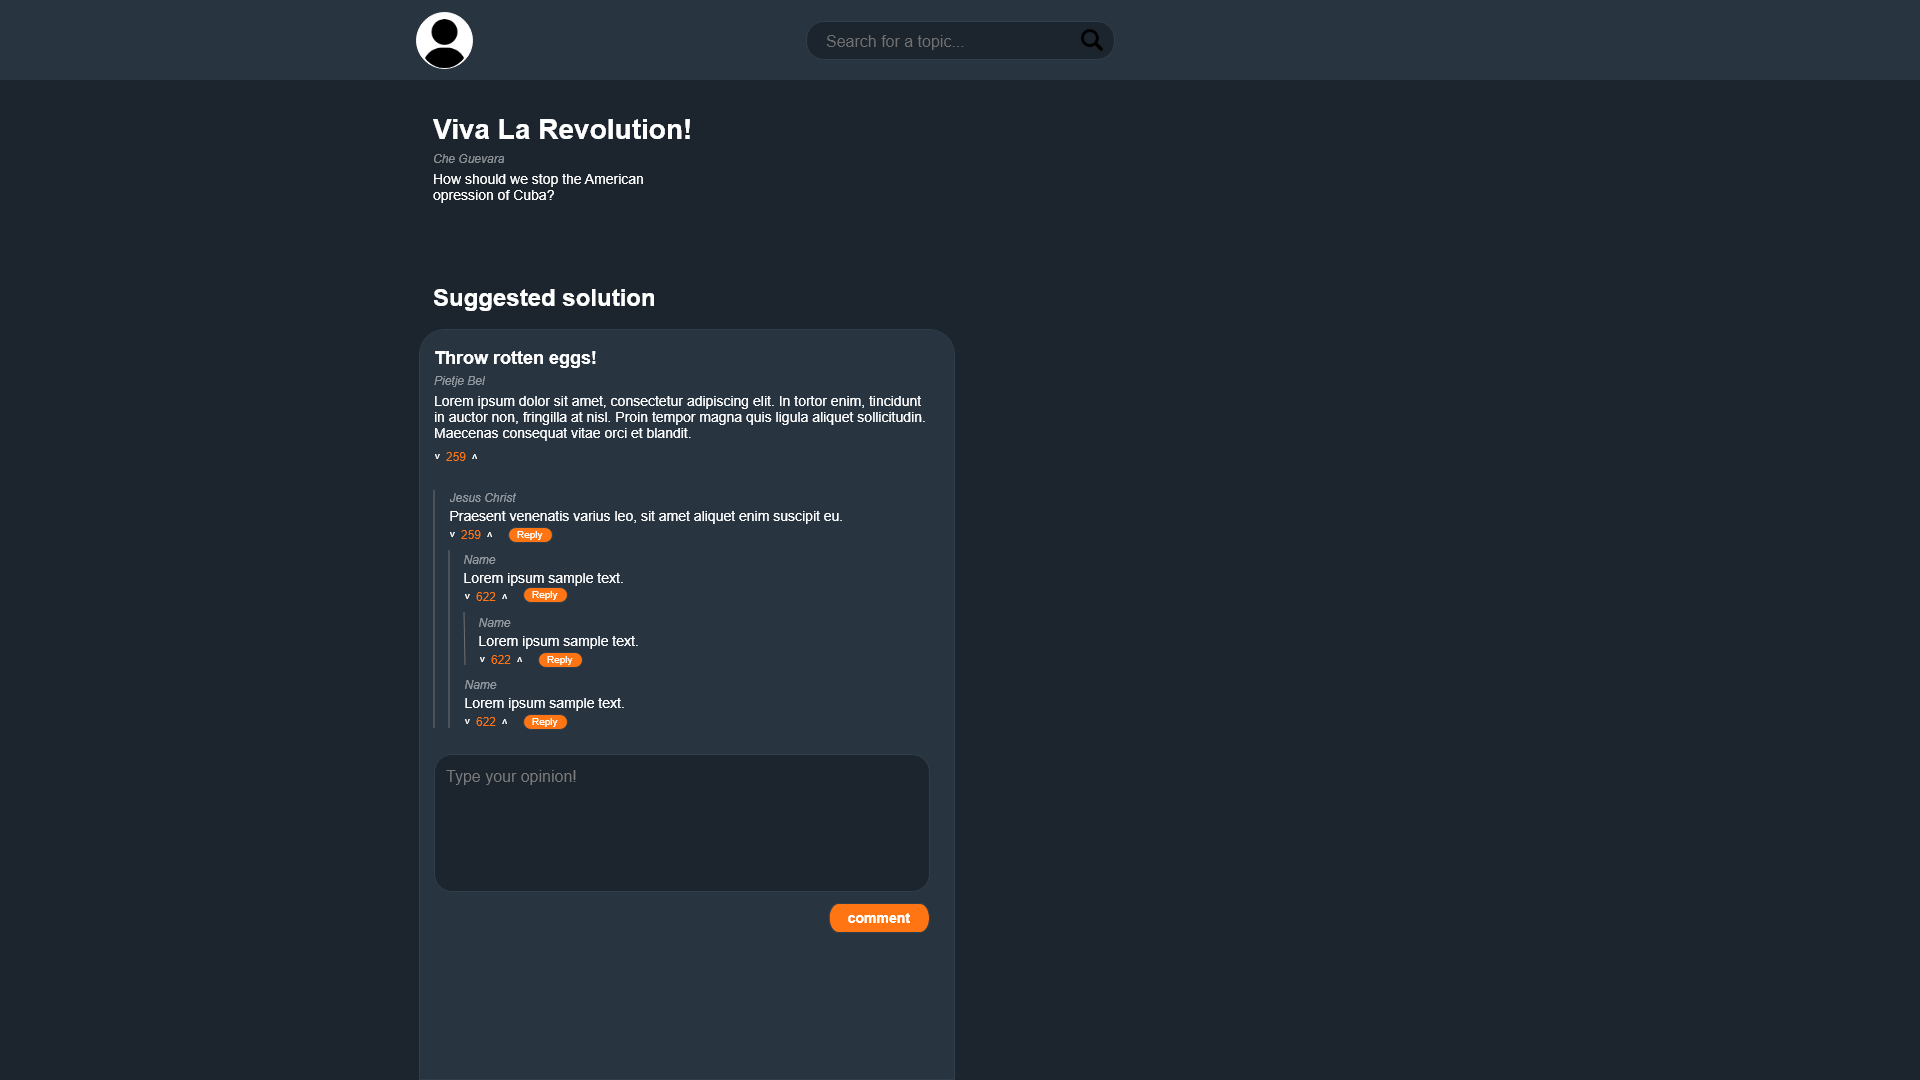 Search for a topic...
Viva La Revolution!
Che Guevara
How should we stop the American
opression of Cuba?
Suggested solution
Throw rotten eggs!
Pietje Bel
Lorem ipsum dolor sit amet, consectetur adipiscing elit. In tortor enim, tincidunt
in auctor non, fringilla at nisl. Proin tempor magna quis ligula aliquet sollicitudin.
Maecenas consequat vitae orci et blandit.
v 259 ʌ
Jesus Christ
Praesent venenatis varius leo, sit amet aliquet enim suscipit eu.
v 259 ʌ Reply
Name
Lorem ipsum sample text.
v 622 ʌ Reply
Name
Lorem ipsum sample text.
v 622 ʌ Reply
Name
Lorem ipsum sample text.
v 622 ʌ Reply
Type your opinion!
comment